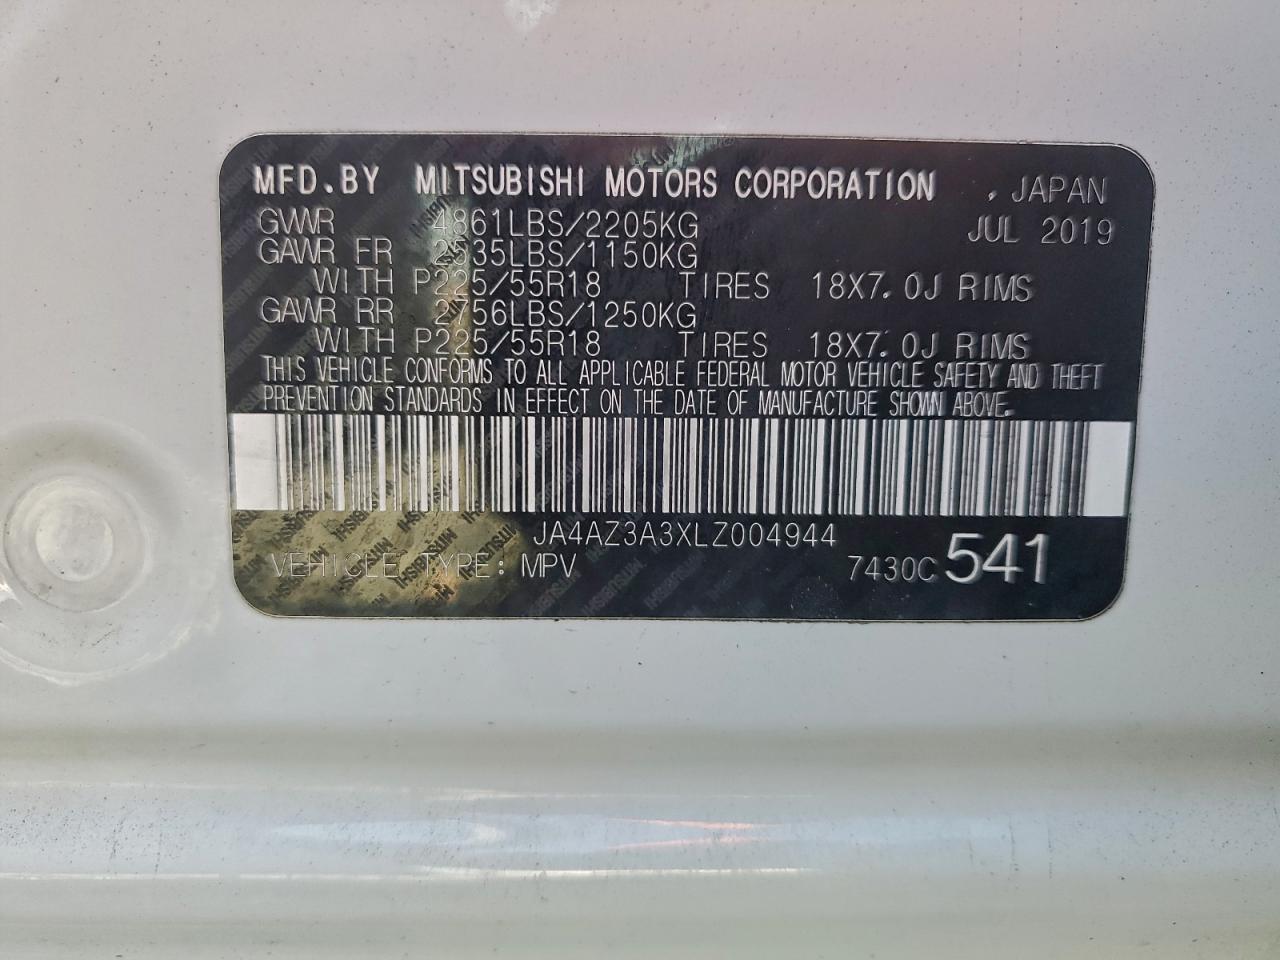 MFD.BY MITSUBISHI MOTORS CORPORATION , JAPAN
GVWR 4861LBS/2205KG JUL 2019
GAWR FR 2535LBS/1150KG
WITH P225/55R18 TIRES 18X7.0J RIMS
GAWR RR 2756LBS/1250KG
WITH P225/55R18 TIRES 18X7.0J RIMS
THIS VEHICLE CONFORMS TO ALL APPLICABLE FEDERAL MOTOR VEHICLE SAFETY AND THEFT
PREVENTION STANDARDS IN EFFECT ON THE DATE OF MANUFACTURE SHOWN ABOVE.
JA4AZ3A3XLZ004944
VEHICLE TYPE: MPV 7430C 541